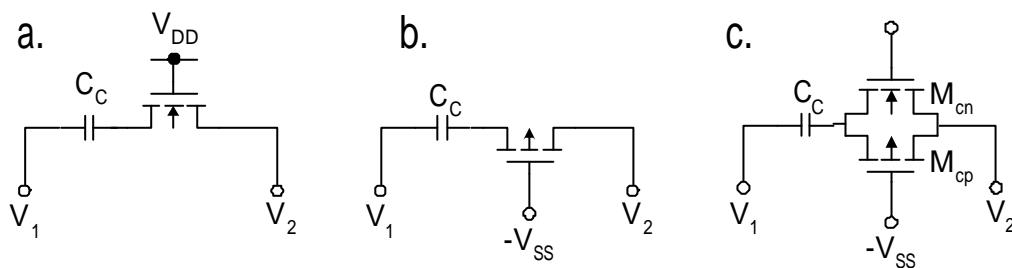 a.
V_DD
C_C
V_1
V_2
b.
C_C
V_1
V_2
-V_SS
c.
C_C
M_cn
M_cp
V_1
V_2
-V_SS